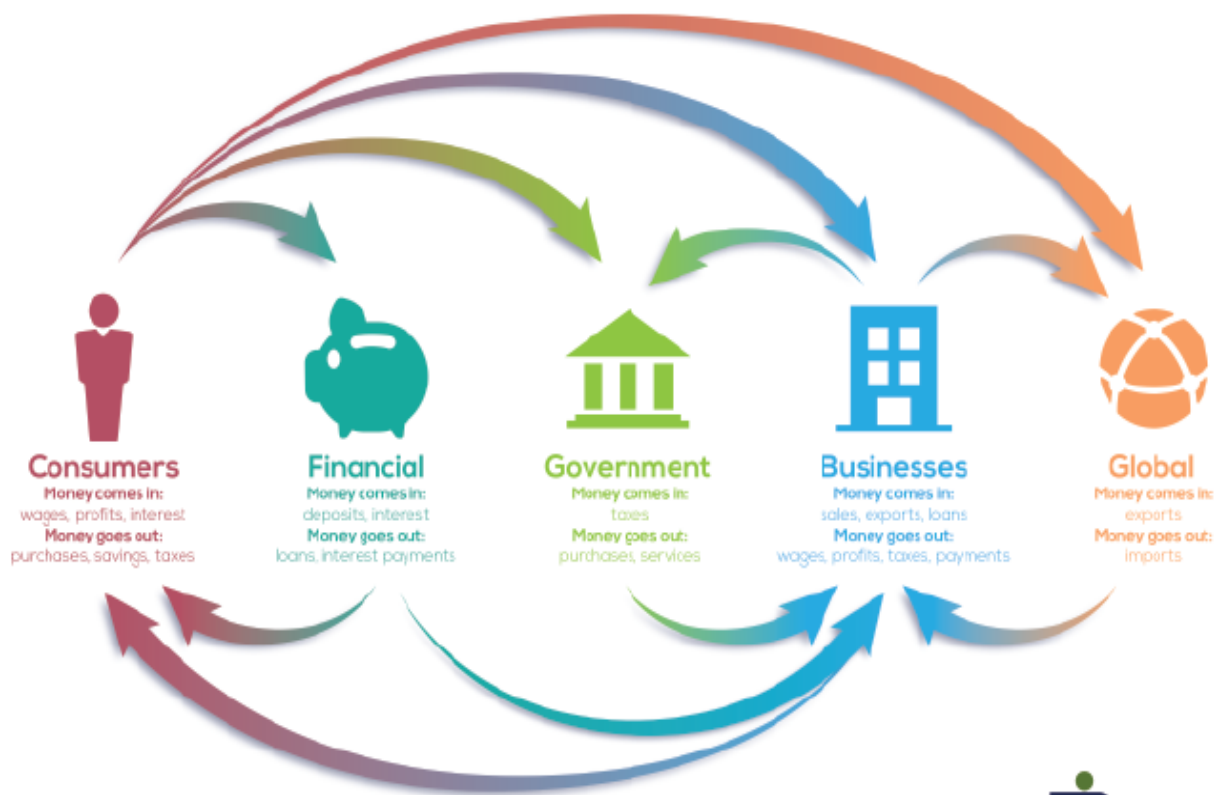 Consumers
Money comes in:
wages, profits, interest
Money goes out:
purchases, savings, taxes
Financial
Money comes in:
deposits, interest
Money goes out:
loans, interest payments
Government
Money comes in:
taxes
Money goes out:
purchases, services
Businesses
Money comes in:
sales, exports, loans
Money goes out:
wages, profits, taxes, payments
Global
Money comes in:
exports
Money goes out:
imports